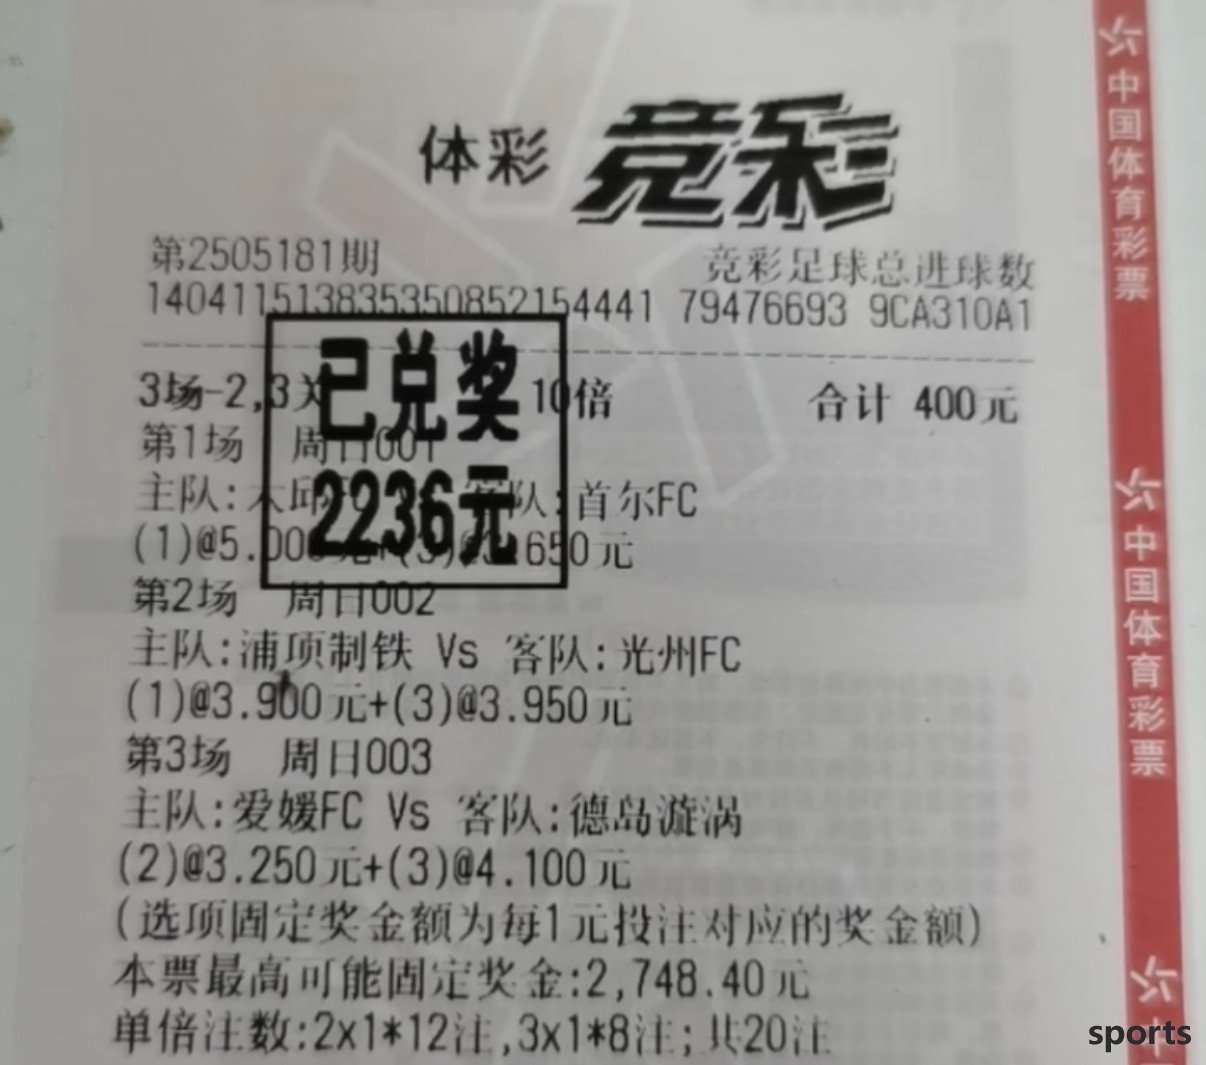 体彩 竞彩
第2505181期 竞彩足球总进球数
140411513835350852154441 79476693 9CA310A1
3场-2,3关 10倍 合计 400元
已兑奖
第1场 周日001
主队: 客队:首尔FC
2236元
(1)@5.000元+(3)@3.650元
第2场 周日002
主队:浦项制铁 Vs 客队:光州FC
(1)@3.900元+(3)@3.950元
第3场 周日003
主队:爱媛FC Vs 客队:德岛漩涡
(2)@3.250元+(3)@4.100元
(选项固定奖金额为每1元投注对应的奖金额)
本票最高可能固定奖金:2,748.40元
单倍注数:2x1*12注,3x1*8注;共20注
中国体育彩票
中国体育彩票
中
sports